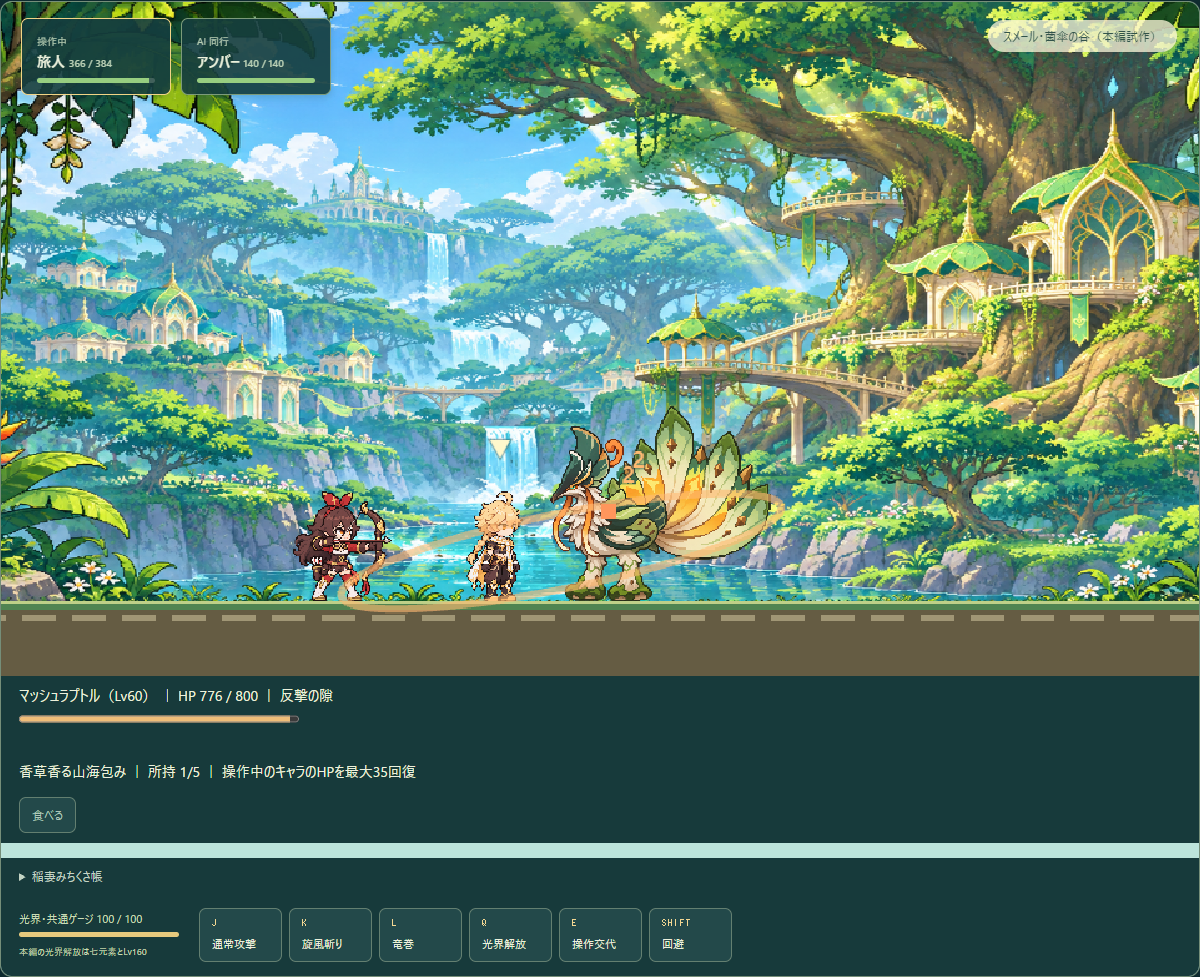 操作中
旅人 366 / 384
AI 同行
アンバー 140 / 140
スメール・菌傘の谷（本編試作）
2
2
マッシュラプトル（Lv60） | HP 776 / 800 | 反撃の隙
香草香る山海包み | 所持 1/5 | 操作中のキャラのHPを最大35回復
食べる
▶ 稲妻みちくさ帳
光界・共通ゲージ 100 / 100
本編の光界解放は七元素とLv160
J
通常攻撃
K
旋風斬り
L
竜巻
Q
光界解放
E
操作交代
SHIFT
回避